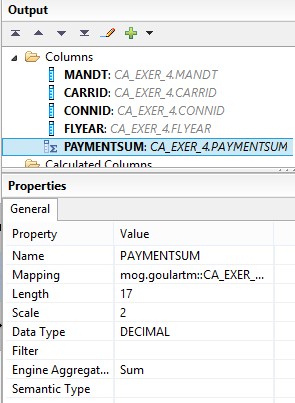 Output
Columns
MANDT: CA_EXER_4.MANDT
CARRID: CA_EXER_4.CARRID
CONNID: CA_EXER_4.CONNID
FLYEAR: CA_EXER_4.FLYEAR
PAYMENTSUM: CA_EXER_4.PAYMENTSUM
Calculated Columns
Properties
General
Property Value
Name PAYMENTSUM
Mapping mog.goulartm::CA_EXER_...
Length 17
Scale 2
Data Type DECIMAL
Filter
Engine Aggregat... Sum
Semantic Type